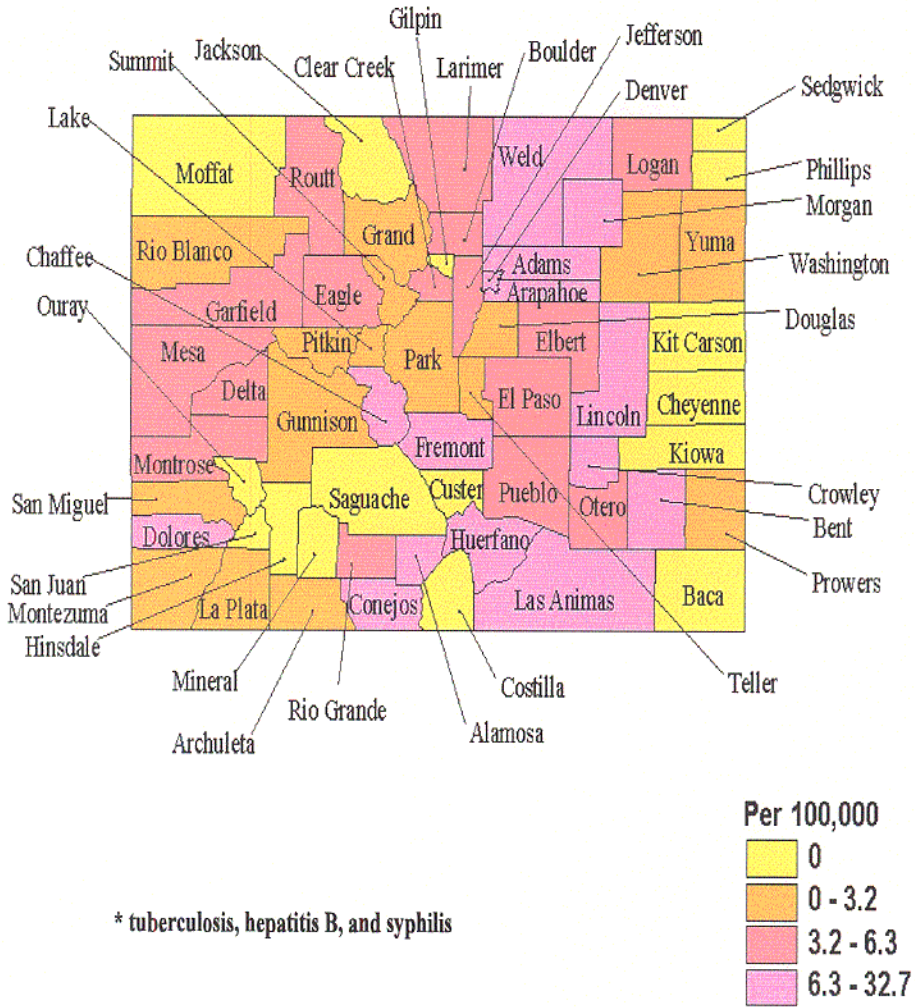 Gilpin
Jackson
Summit
Clear Creek
Larimer
Boulder
Jefferson
Denver
Sedgwick
Lake
Moffat
Routt
Weld
Logan
Phillips
Morgan
Chaffee
Rio Blanco
Grand
Yuma
Washington
Ouray
Garfield
Eagle
Adams
Arapahoe
Douglas
Mesa
Pitkin
Park
Elbert
Kit Carson
Delta
Gunnison
El Paso
Lincoln
Cheyenne
Fremont
Kiowa
Montrose
San Miguel
Saguache
Custer
Pueblo
Otero
Crowley
Bent
Dolores
Huerfano
San Juan
Montezuma
Hinsdale
La Plata
Conejos
Las Animas
Baca
Prowers
Mineral
Rio Grande
Archuleta
Costilla
Alamosa
Teller
Per 100,000
0
0 - 3.2
3.2 - 6.3
6.3 - 32.7
* tuberculosis, hepatitis B, and syphilis